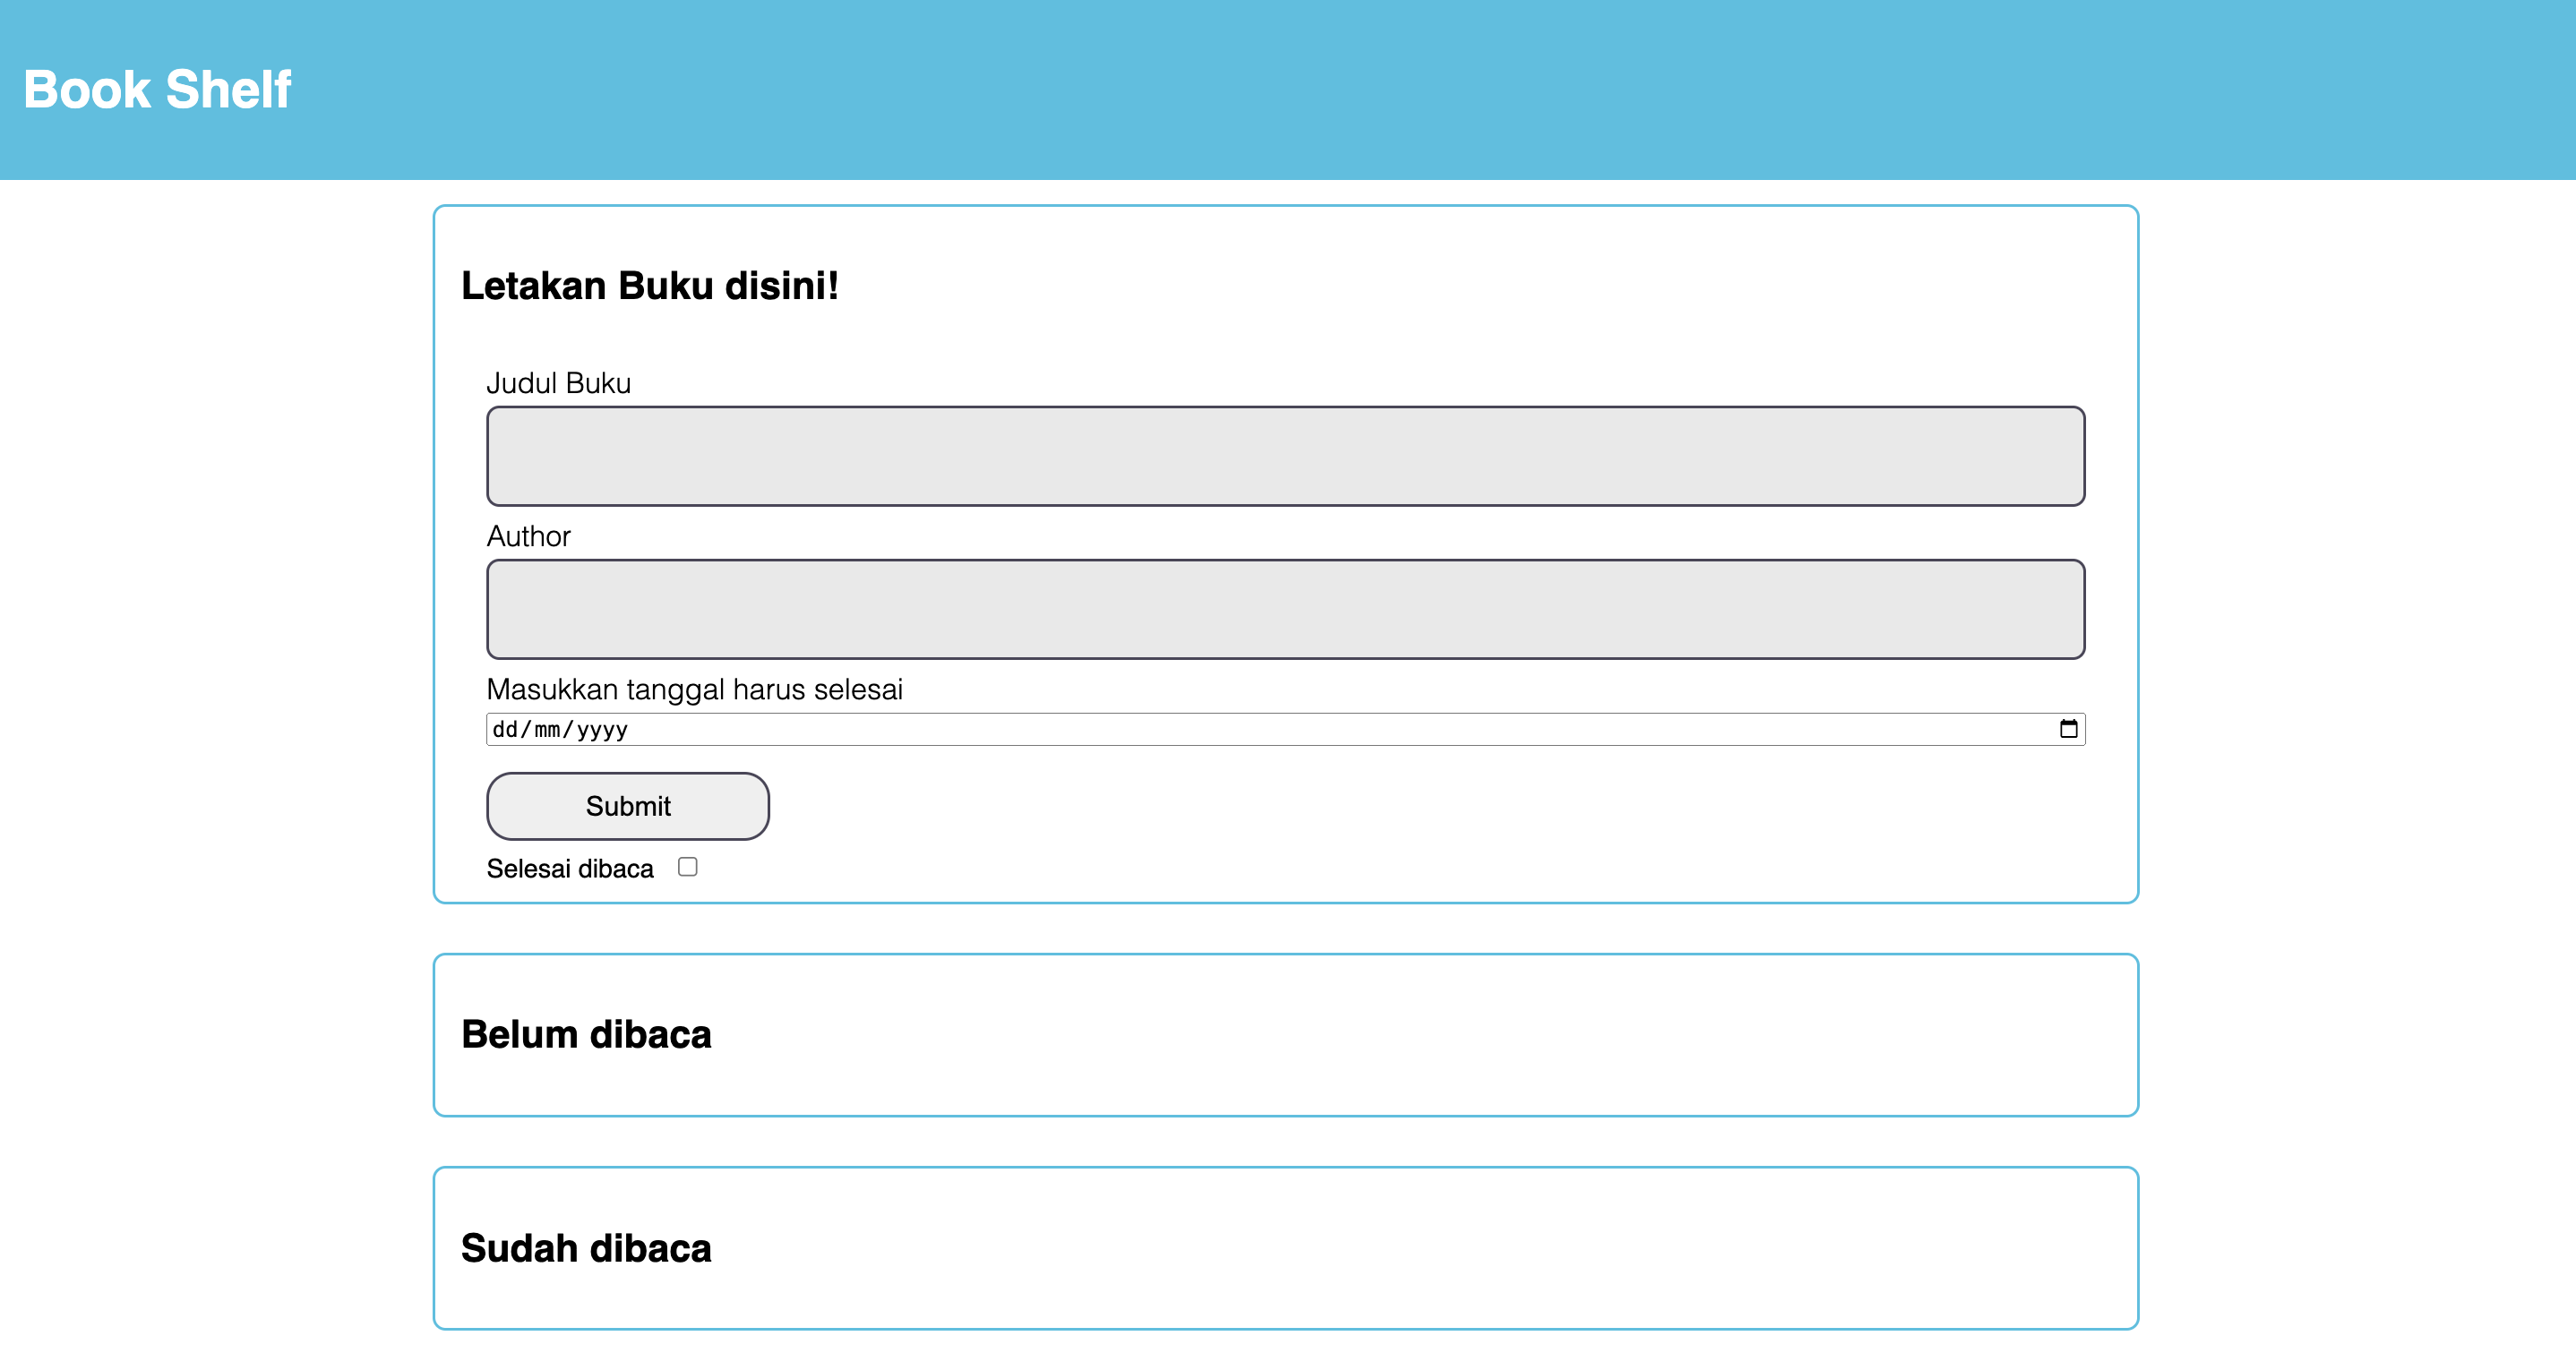 Book Shelf
Letakan Buku disini!
Judul Buku
Author
Masukkan tanggal harus selesai
dd/mm/yyyy
Submit
Selesai dibaca
Belum dibaca
Sudah dibaca